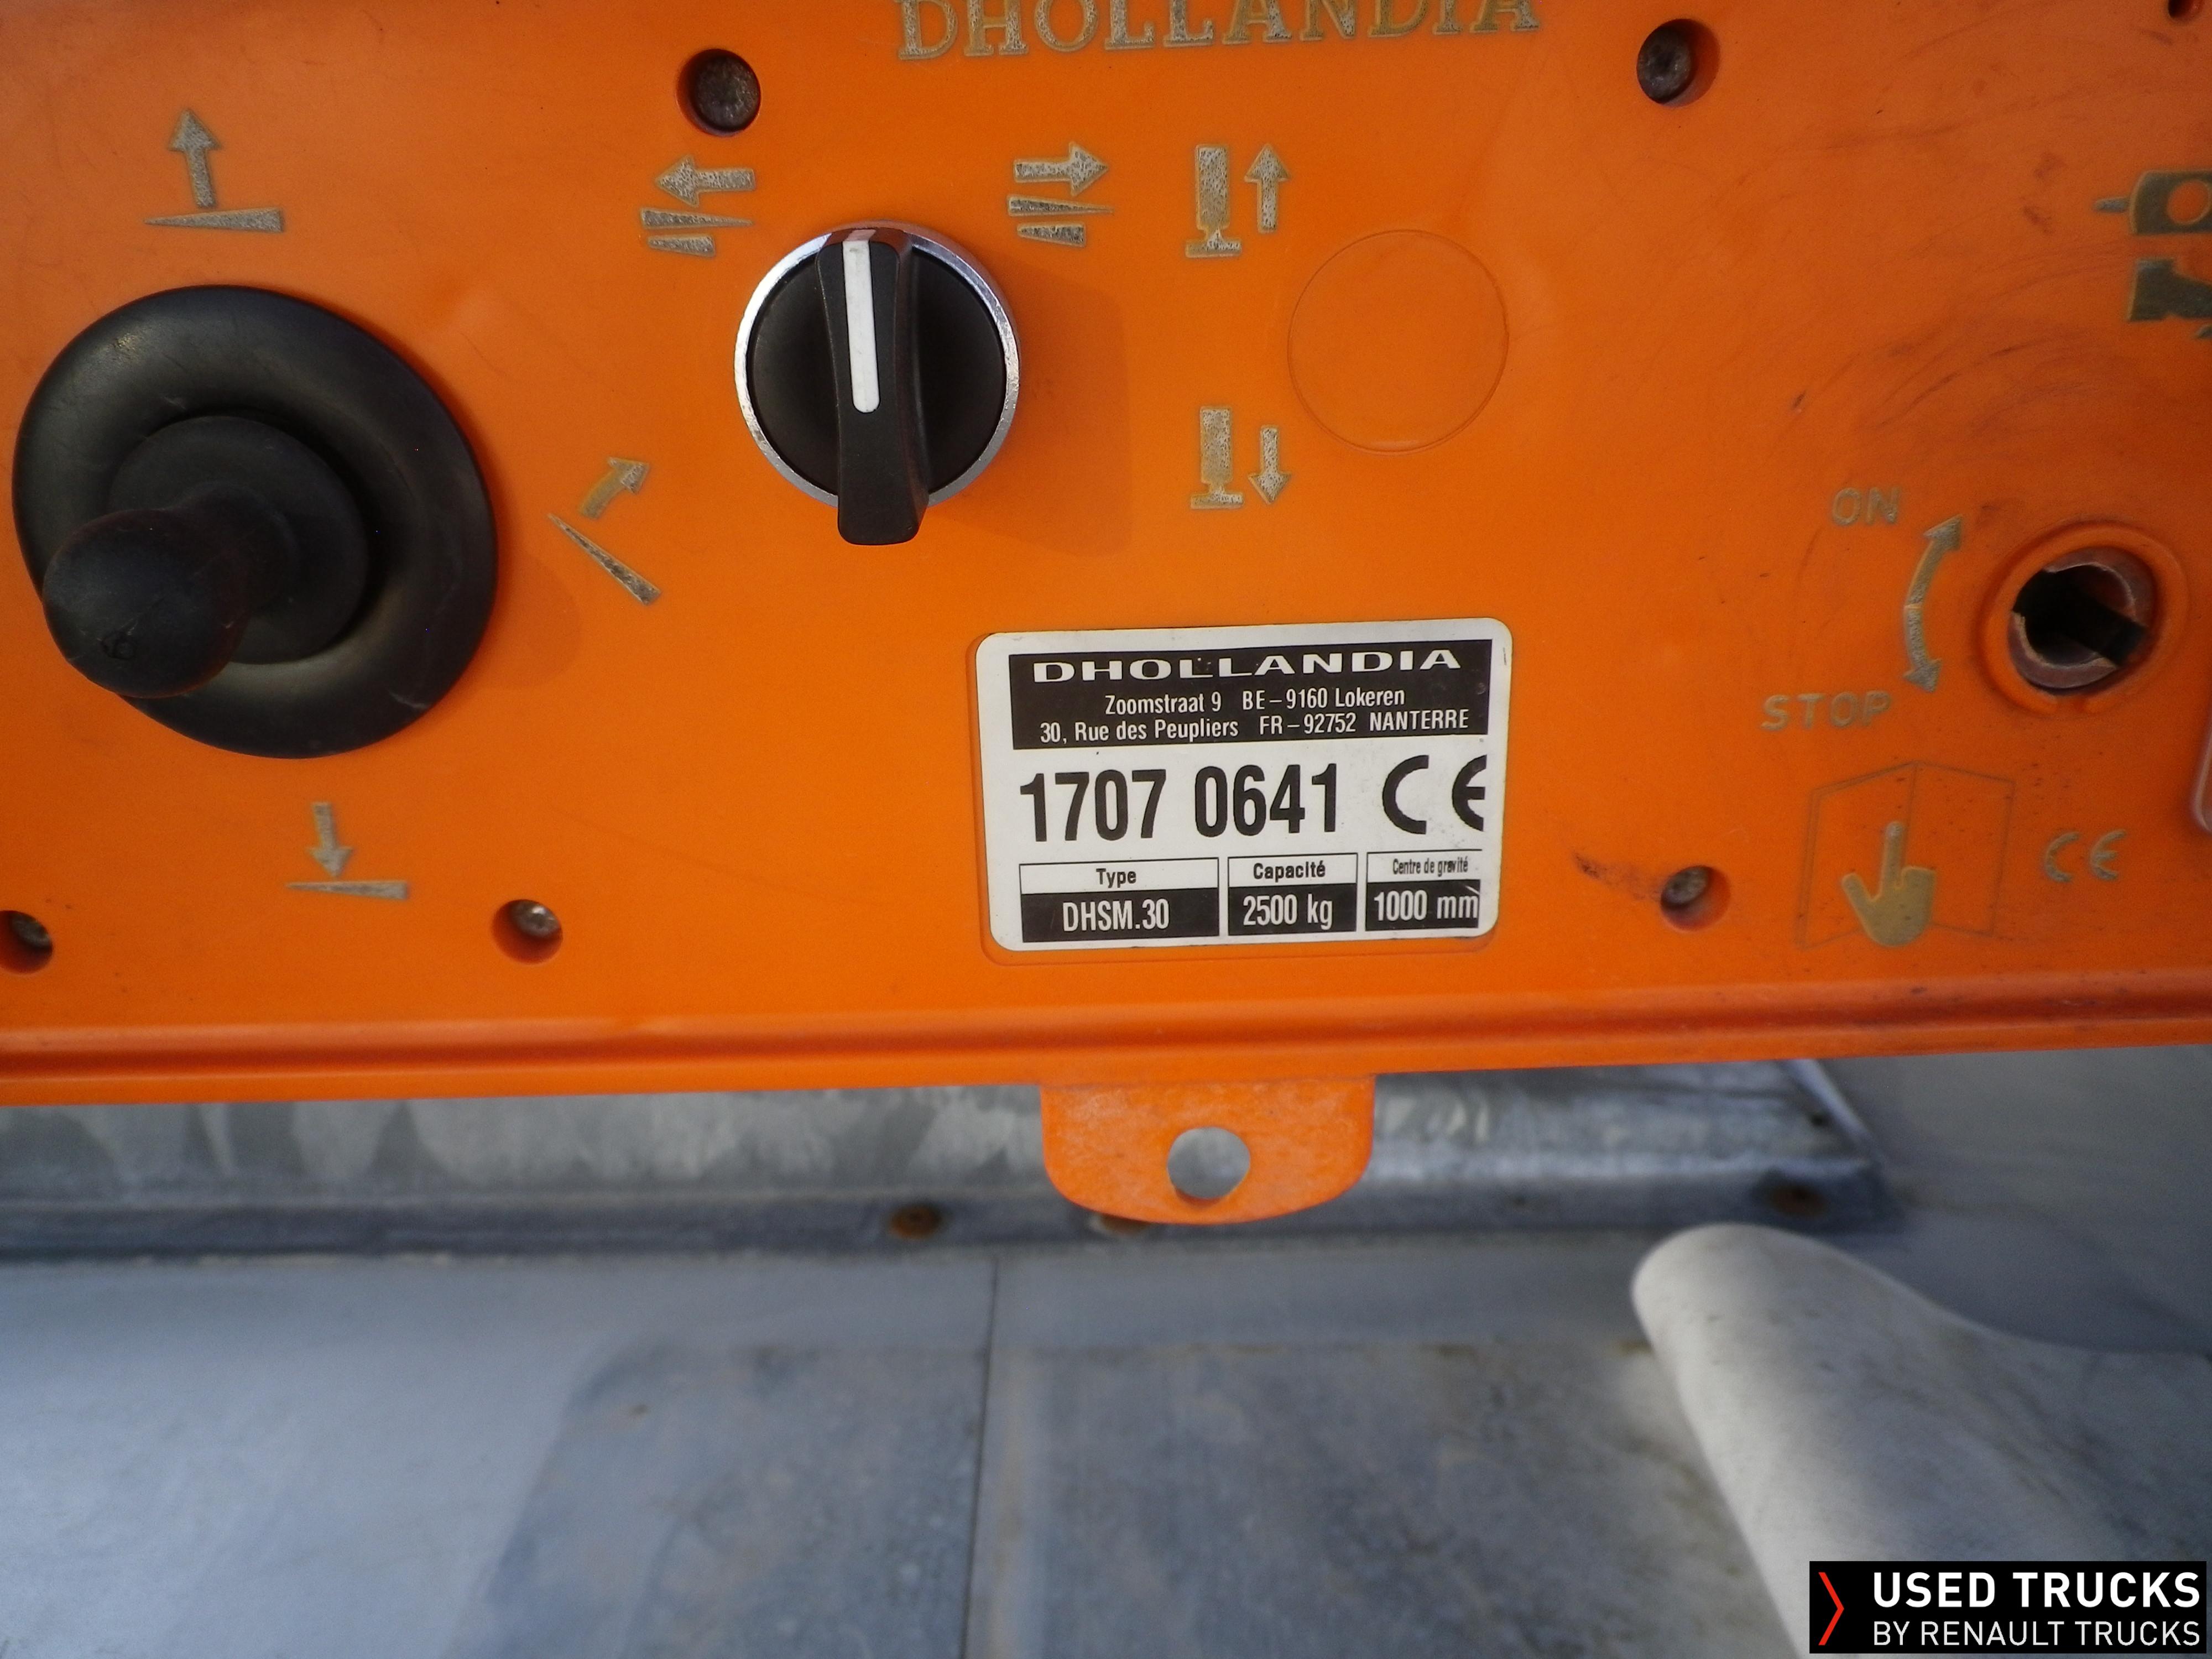 DHOLLANDIA
ON
STOP
DHOLLANDIA
Zoomstraat 9 BE-9160 Lokeren
30, Rue des Peupliers FR-92752 NANTERRE
1707 0641 CE
Type Capacité Centre de gravité
DHSM.30 2500 kg 1000 mm
CE
USED TRUCKS
BY RENAULT TRUCKS